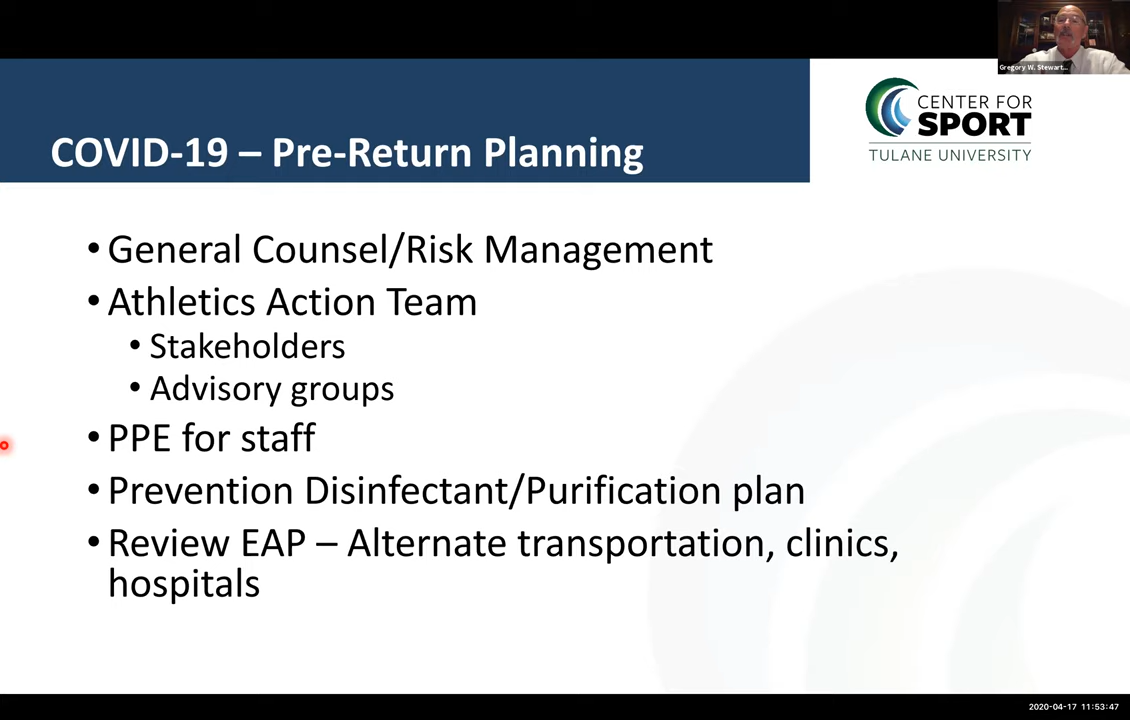 Gregory W. Stewart...
CENTER FOR
SPORT
TULANE UNIVERSITY
COVID-19 – Pre-Return Planning
• General Counsel/Risk Management
• Athletics Action Team
• Stakeholders
• Advisory groups
• PPE for staff
• Prevention Disinfectant/Purification plan
• Review EAP – Alternate transportation, clinics,
hospitals
2020-04-17 11:53:47